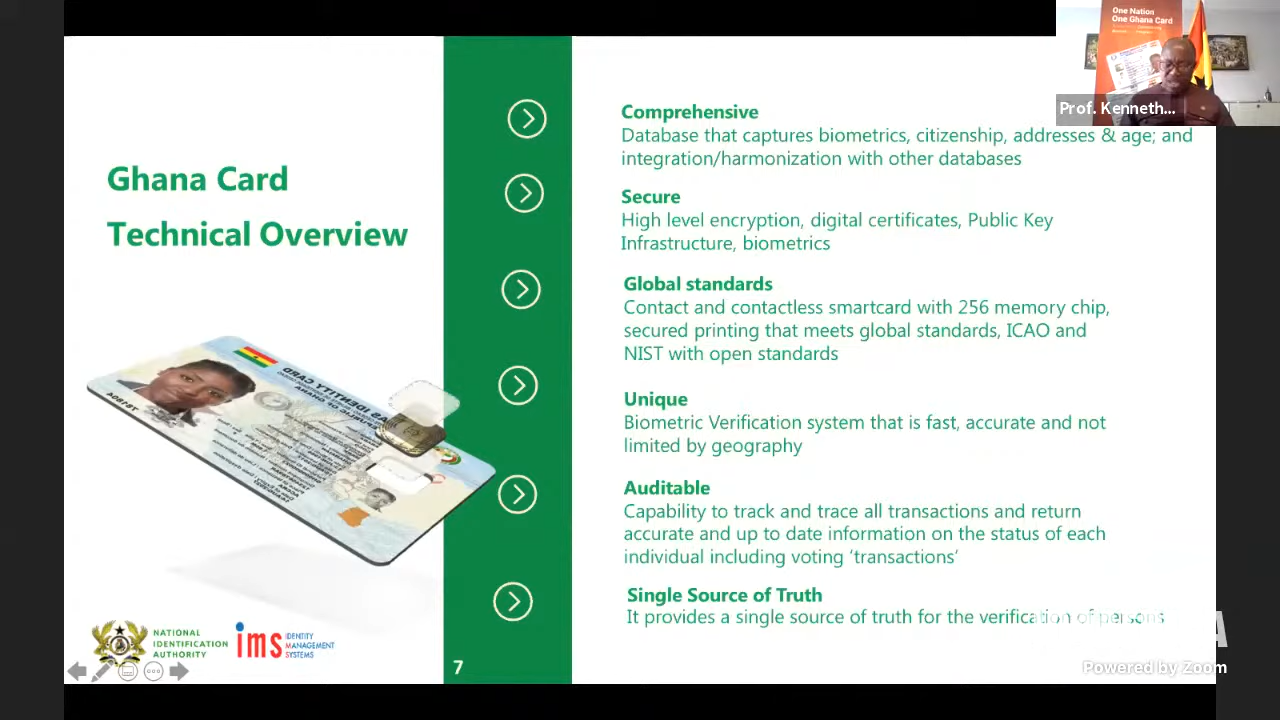 One Nation
One Ghana Card
Prof. Kenneth...
Ghana Card
Technical Overview
Comprehensive
Database that captures biometrics, citizenship, addresses & age; and
integration/harmonization with other databases
Secure
High level encryption, digital certificates, Public Key
Infrastructure, biometrics
Global standards
Contact and contactless smartcard with 256 memory chip,
secured printing that meets global standards, ICAO and
NIST with open standards
Unique
Biometric Verification system that is fast, accurate and not
limited by geography
Auditable
Capability to track and trace all transactions and return
accurate and up to date information on the status of each
individual including voting ‘transactions’
Single Source of Truth
It provides a single source of truth for the verification of persons
NATIONAL
IDENTIFICATION
AUTHORITY
ims
IDENTITY
MANAGEMENT
SYSTEMS
7
Powered by Zoom